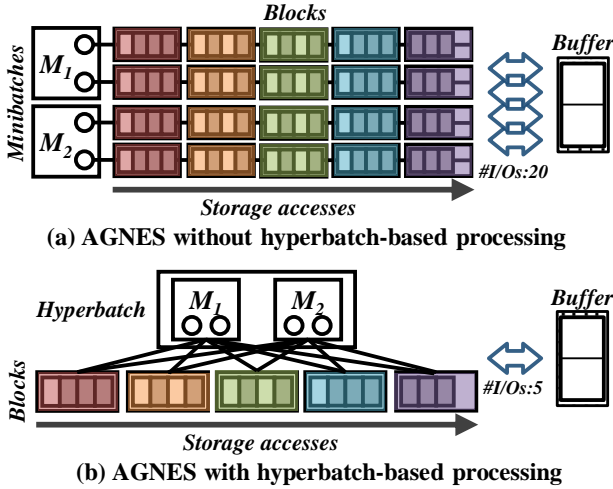 Blocks
Buffer
Minibatches
M1
M2
#I/Os:20
Storage accesses
(a) AGNES without hyperbatch-based processing
Hyperbatch
M1 M2
Buffer
Blocks
#I/Os:5
Storage accesses
(b) AGNES with hyperbatch-based processing